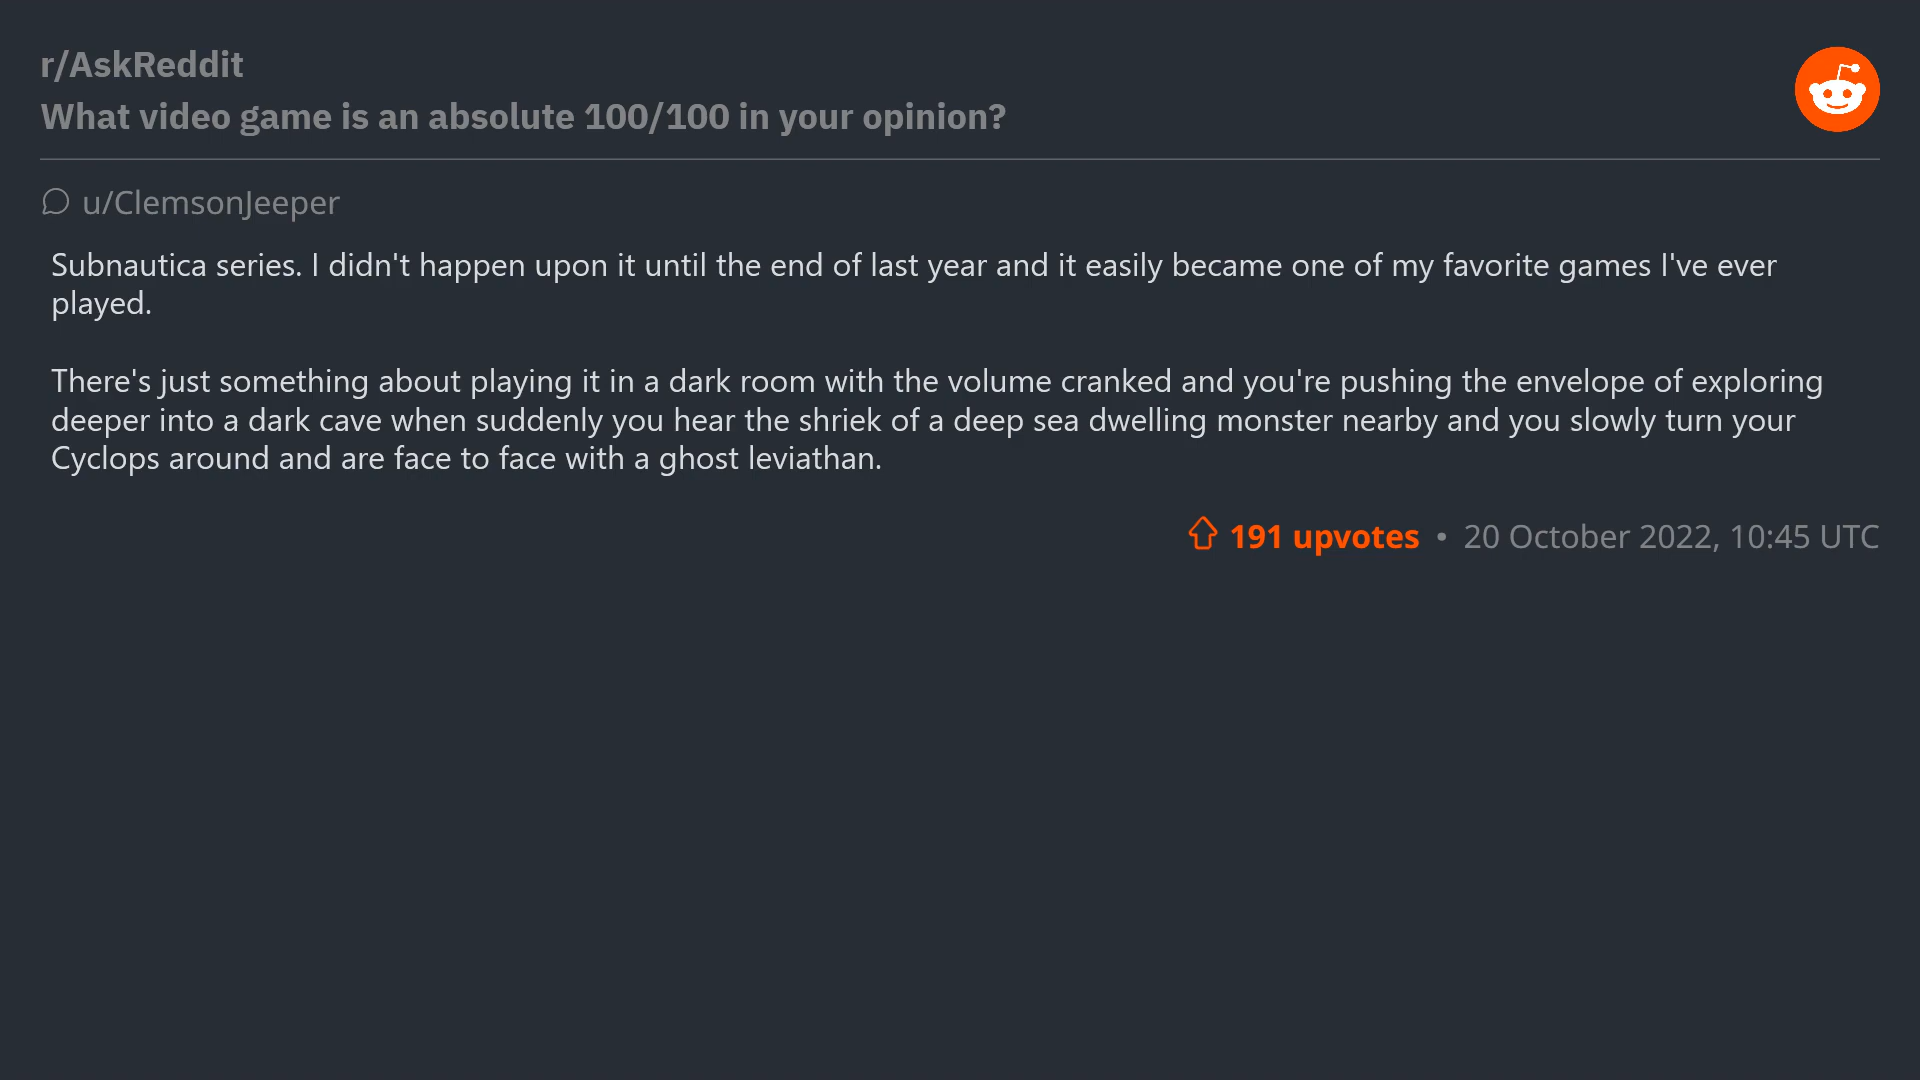 r/AskReddit
What video game is an absolute 100/100 in your opinion?
u/ClemsonJeeper
Subnautica series. I didn't happen upon it until the end of last year and it easily became one of my favorite games I've ever
played.
There's just something about playing it in a dark room with the volume cranked and you're pushing the envelope of exploring
deeper into a dark cave when suddenly you hear the shriek of a deep sea dwelling monster nearby and you slowly turn your
Cyclops around and are face to face with a ghost leviathan.
191 upvotes • 20 October 2022, 10:45 UTC